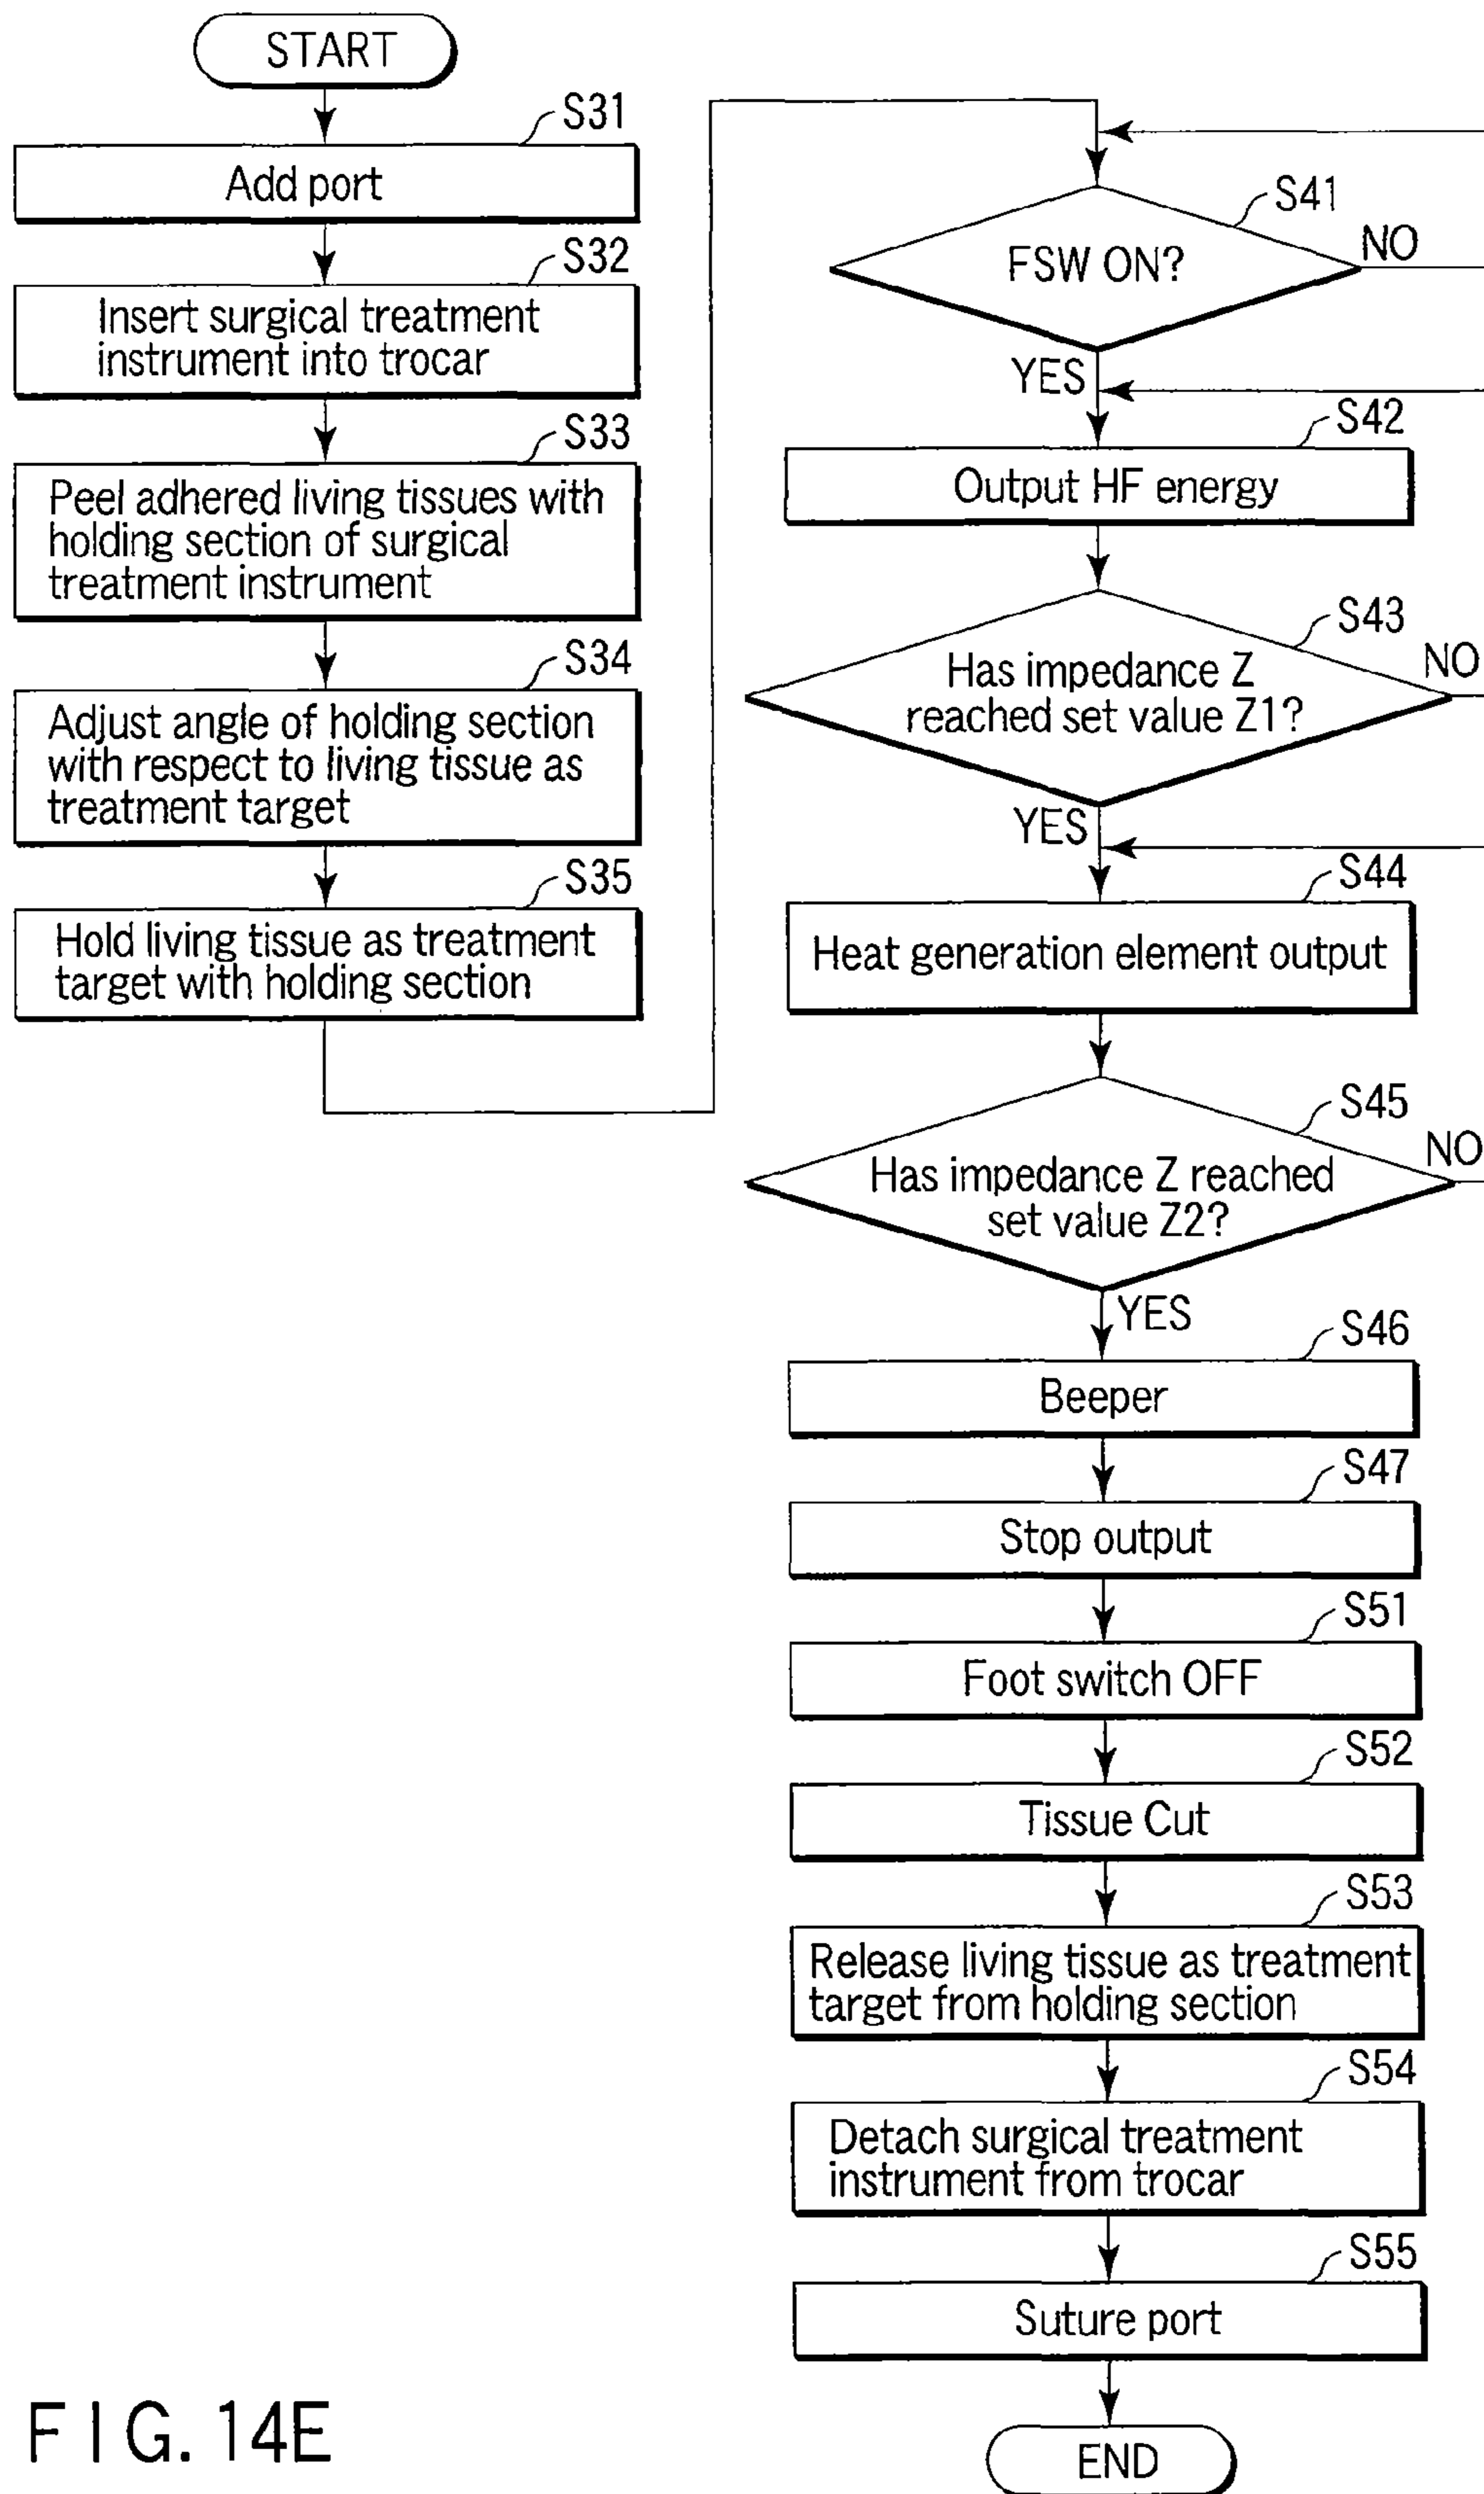 START
S31
Add port
S32
Insert surgical treatment
instrument into trocar
S33
Peel adhered living tissues with
holding section of surgical
treatment instrument
S34
Adjust angle of holding section
with respect to living tissue as
treatment target
S35
Hold living tissue as treatment
target with holding section
S41
FSW ON?
NO
YES
S42
Output HF energy
S43
Has impedance Z
reached set value Z1?
NO
YES
S44
Heat generation element output
S45
Has impedance Z reached
set value Z2?
NO
YES
S46
Beeper
S47
Stop output
S51
Foot switch OFF
S52
Tissue Cut
S53
Release living tissue as treatment
target from holding section
S54
Detach surgical treatment
instrument from trocar
S55
Suture port
END
FIG. 14E